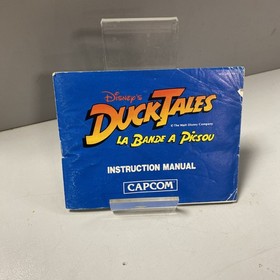 Disney's
DUCKTALES
© The Walt Disney Company
LA BANDE A PICSOU
INSTRUCTION MANUAL
CAPCOM